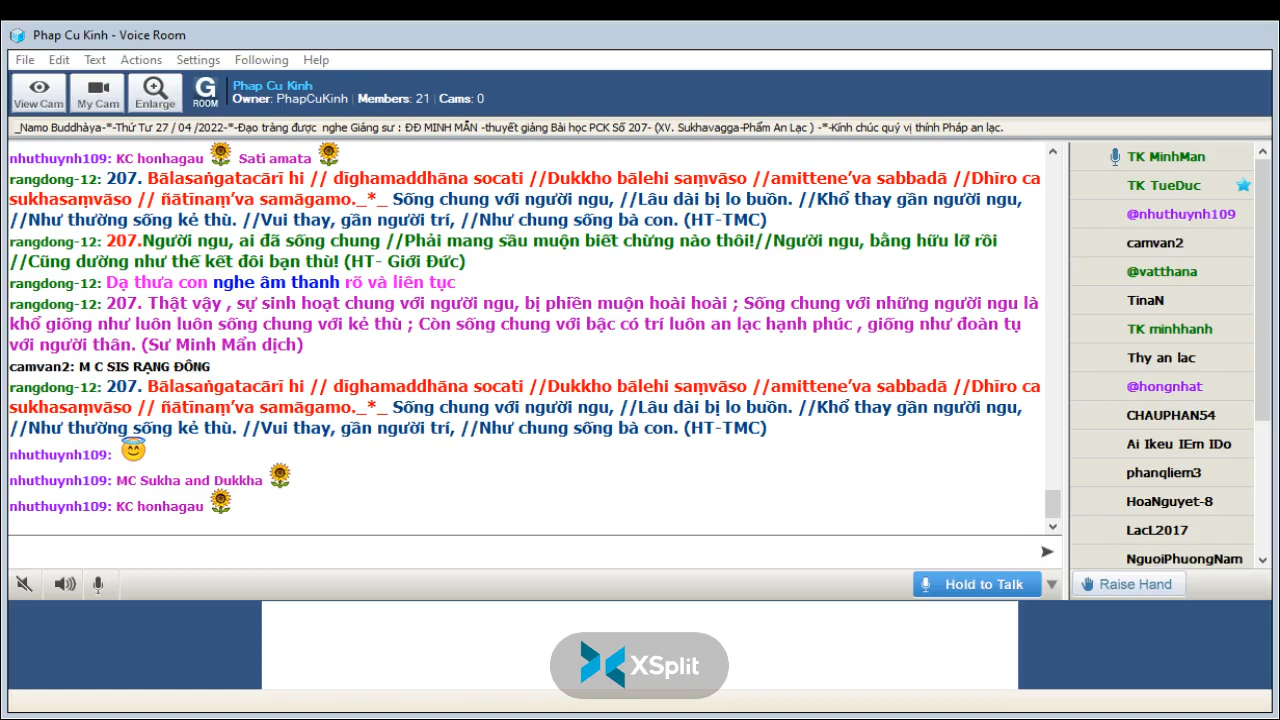 Phap Cu Kinh - Voice Room
File Edit Text Actions Settings Following Help
View Cam My Cam Enlarge G ROOM
Phap Cu Kinh
Owner: PhapCuKinh | Members: 21 | Cams: 0
_Namo Buddhàya-*-Thứ Tư 27 / 04 /2022-*-Đạo tràng được nghe Giảng sư : ĐĐ MINH MẪN -thuyết giảng Bài học PCK Số 207- (XV. Sukhavagga-Phẩm An Lạc ) -*-Kính chúc quý vị thính Pháp an lạc.
nhuthuynh109: KC honhagau Sati amata
rangdong-12: 207. Bālasaṅgatacārī hi // dīghamaddhāna socati //Dukkho bālehi saṃvāso //amittene’va sabbadā //Dhīro ca
sukhasaṃvāso // ñātīnaṃ’va samāgamo._*_ Sống chung với người ngu, //Lâu dài bị lo buồn. //Khổ thay gần người ngu,
//Như thường sống kẻ thù. //Vui thay, gần người trí, //Như chung sống bà con. (HT-TMC)
rangdong-12: 207.Người ngu, ai đã sống chung //Phải mang sầu muộn biết chừng nào thôi!//Người ngu, bằng hữu lỡ rồi
//Cũng dường như thế kết đôi bạn thù! (HT- Giới Đức)
rangdong-12: Dạ thưa con nghe âm thanh rõ và liên tục
rangdong-12: 207. Thật vậy , sự sinh hoạt chung với người ngu, bị phiền muộn hoài hoài ; Sống chung với những người ngu là
khổ giống như luôn luôn sống chung với kẻ thù ; Còn sống chung với bậc có trí luôn an lạc hạnh phúc , giống như đoàn tụ
với người thân. (Sư Minh Mẩn dịch)
camvan2: M C SIS RẠNG ĐÔNG
rangdong-12: 207. Bālasaṅgatacārī hi // dīghamaddhāna socati //Dukkho bālehi saṃvāso //amittene’va sabbadā //Dhīro ca
sukhasaṃvāso // ñātīnaṃ’va samāgamo._*_ Sống chung với người ngu, //Lâu dài bị lo buồn. //Khổ thay gần người ngu,
//Như thường sống kẻ thù. //Vui thay, gần người trí, //Như chung sống bà con. (HT-TMC)
nhuthuynh109:
nhuthuynh109: MC Sukha and Dukkha
nhuthuynh109: KC honhagau
TK MinhMan
TK TueDuc
@nhuthuynh109
camvan2
@vatthana
TinaN
TK minhhanh
Thy an lac
@hongnhat
CHAUPHAN54
Ai Ikeu IEm IDo
phanqliem3
HoaNguyet-8
LacL2017
NguoiPhuongNam
Hold to Talk
Raise Hand
XSplit